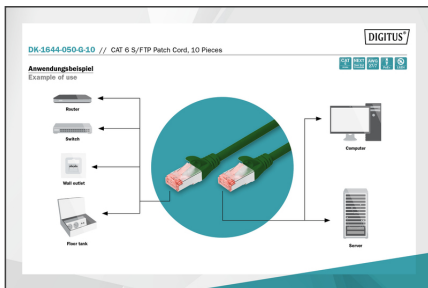 DIGITUS®
DK-1644-050-G-10 // CAT 6 S/FTP Patch Cord, 10 Pieces
Anwendungsbeispiel
Example of use
Router
Switch
Wall outlet
Floor tank
Computer
Server